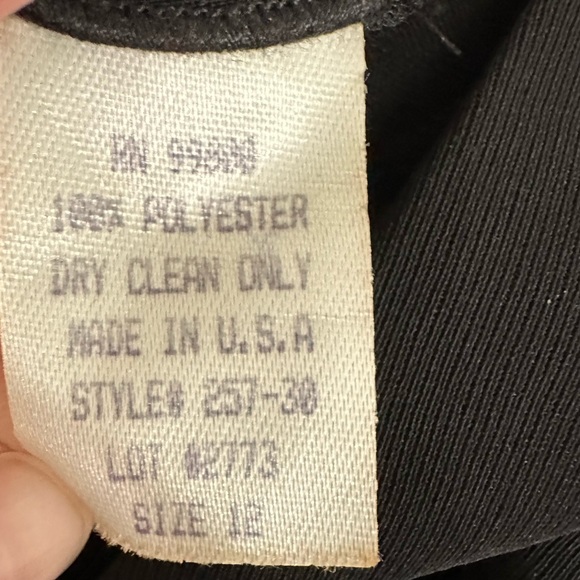 RN
100% POLYESTER
DRY CLEAN ONLY
MADE IN U.S.A
STYLE# 257-30
LOT #2773
SIZE 12